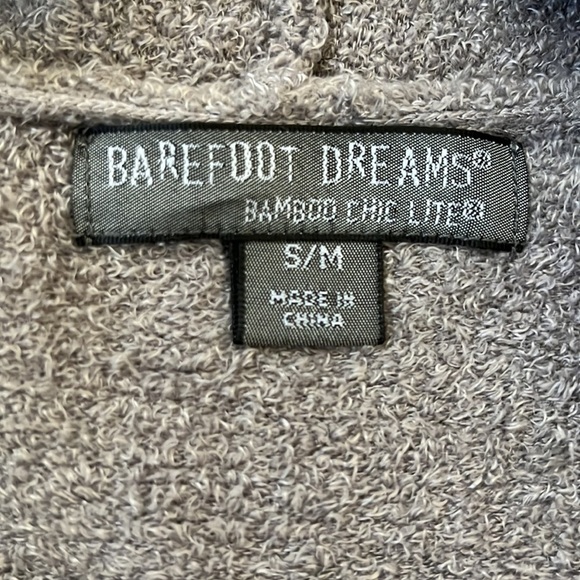 BAREFOOT DREAMS®
BAMBOO CHIC LITE®
S/M
MADE IN
CHINA